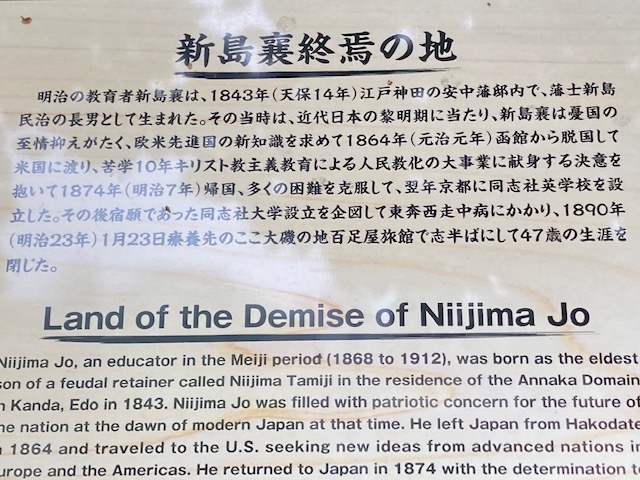 新島襄終焉の地
明治の教育者新島襄は、1843年(天保14年)江戸神田の安中藩邸内で、藩士新島
民治の長男として生まれた。その当時は、近代日本の黎明期に当たり、新島襄は憂国の
至情抑えがたく、欧米先進国の新知識を求めて1864年(元治元年)函館から脱国して
米国に渡り、苦学10年キリスト教主義教育による人民教化の大事業に献身する決意を
抱いて1874年(明治7年)帰国、多くの困難を克服して、翌年京都に同志社英学校を設
立した。その後宿願であった同志社大学設立を企図して東奔西走中病にかかり、1890年
(明治23年)1月23日療養先のここ大磯の地百足屋旅館で志半ばにして47歳の生涯を
閉じた。
Land of the Demise of Niijima Jo
Niijima Jo, an educator in the Meiji period (1868 to 1912), was born as the eldest
son of a feudal retainer called Niijima Tamiji in the residence of the Annaka Domain
n Kanda, Edo in 1843. Niijima Jo was filled with patriotic concern for the future of
he nation at the dawn of modern Japan at that time. He left Japan from Hakodate
n 1864 and traveled to the U.S. seeking new ideas from advanced nations in
urope and the Americas. He returned to Japan in 1874 with the determination to